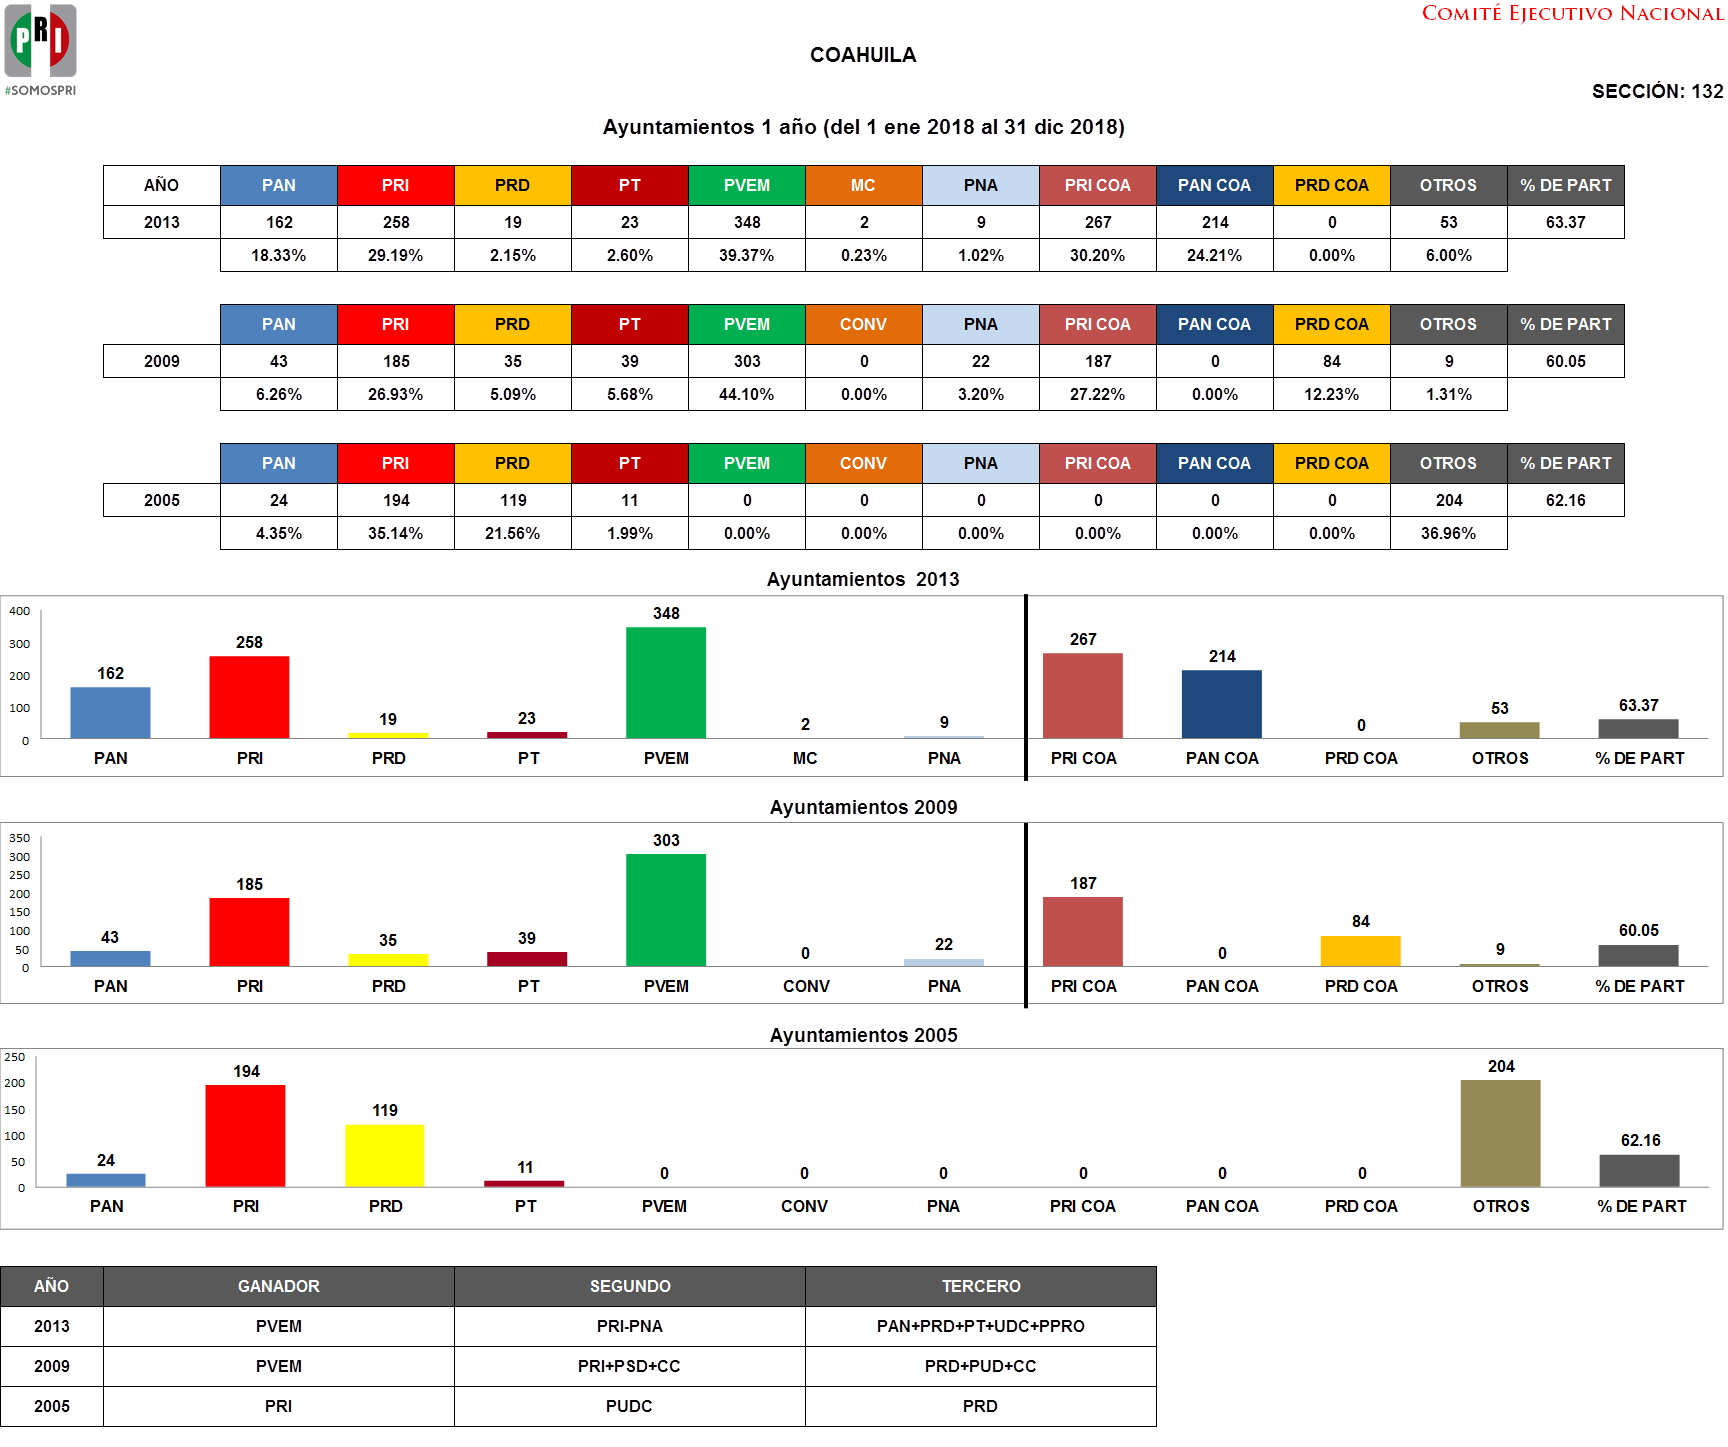 COMITÉ EJECUTIVO NACIONAL
PRI
#SOMOSPRI
COAHUILA
SECCIÓN: 132
Ayuntamientos 1 año (del 1 ene 2018 al 31 dic 2018)
AÑO PAN PRI PRD PT PVEM MC PNA PRI COA PAN COA PRD COA OTROS % DE PART
2013 162 258 19 23 348 2 9 267 214 0 53 63.37
18.33% 29.19% 2.15% 2.60% 39.37% 0.23% 1.02% 30.20% 24.21% 0.00% 6.00%
PAN PRI PRD PT PVEM CONV PNA PRI COA PAN COA PRD COA OTROS % DE PART
2009 43 185 35 39 303 0 22 187 0 84 9 60.05
6.26% 26.93% 5.09% 5.68% 44.10% 0.00% 3.20% 27.22% 0.00% 12.23% 1.31%
PAN PRI PRD PT PVEM CONV PNA PRI COA PAN COA PRD COA OTROS % DE PART
2005 24 194 119 11 0 0 0 0 0 0 204 62.16
4.35% 35.14% 21.56% 1.99% 0.00% 0.00% 0.00% 0.00% 0.00% 0.00% 36.96%
Ayuntamientos 2013
400
300
200
100
0
162 258 19 23 348 2 9 267 214 0 53 63.37
PAN PRI PRD PT PVEM MC PNA PRI COA PAN COA PRD COA OTROS % DE PART
Ayuntamientos 2009
350
300
250
200
150
100
50
0
43 185 35 39 303 0 22 187 0 84 9 60.05
PAN PRI PRD PT PVEM CONV PNA PRI COA PAN COA PRD COA OTROS % DE PART
Ayuntamientos 2005
250
200
150
100
50
0
24 194 119 11 0 0 0 0 0 0 204 62.16
PAN PRI PRD PT PVEM CONV PNA PRI COA PAN COA PRD COA OTROS % DE PART
AÑO GANADOR SEGUNDO TERCERO
2013 PVEM PRI-PNA PAN+PRD+PT+UDC+PPRO
2009 PVEM PRI+PSD+CC PRD+PUD+CC
2005 PRI PUDC PRD